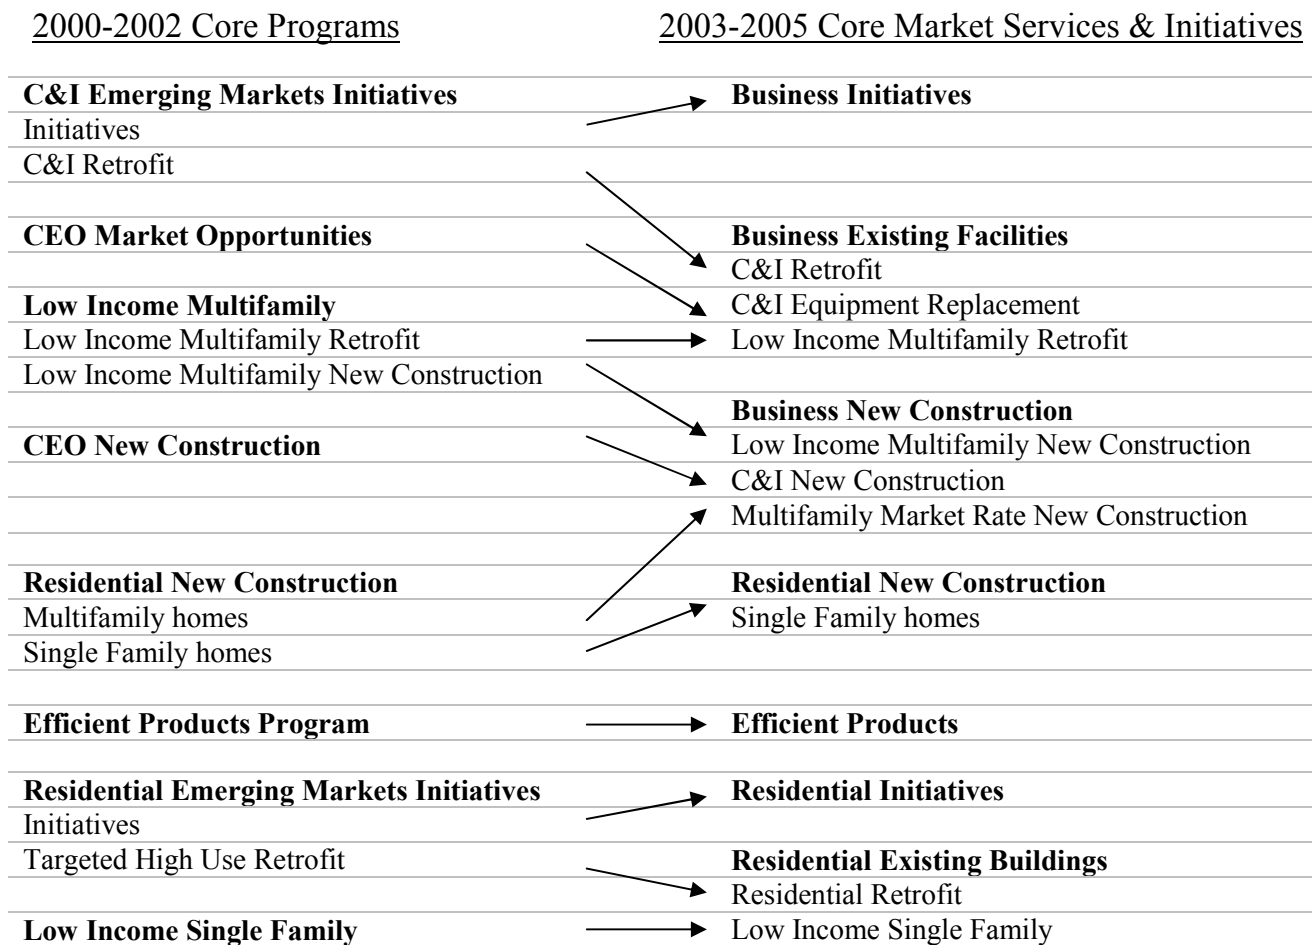 2000-2002 Core Programs
2003-2005 Core Market Services & Initiatives
C&I Emerging Markets Initiatives
Business Initiatives
Initiatives
C&I Retrofit
CEO Market Opportunities
Business Existing Facilities
C&I Retrofit
Low Income Multifamily
C&I Equipment Replacement
Low Income Multifamily Retrofit
Low Income Multifamily Retrofit
Low Income Multifamily New Construction
Business New Construction
CEO New Construction
Low Income Multifamily New Construction
C&I New Construction
Multifamily Market Rate New Construction
Residential New Construction
Residential New Construction
Multifamily homes
Single Family homes
Single Family homes
Efficient Products Program
Efficient Products
Residential Emerging Markets Initiatives
Residential Initiatives
Initiatives
Targeted High Use Retrofit
Residential Existing Buildings
Residential Retrofit
Low Income Single Family
Low Income Single Family